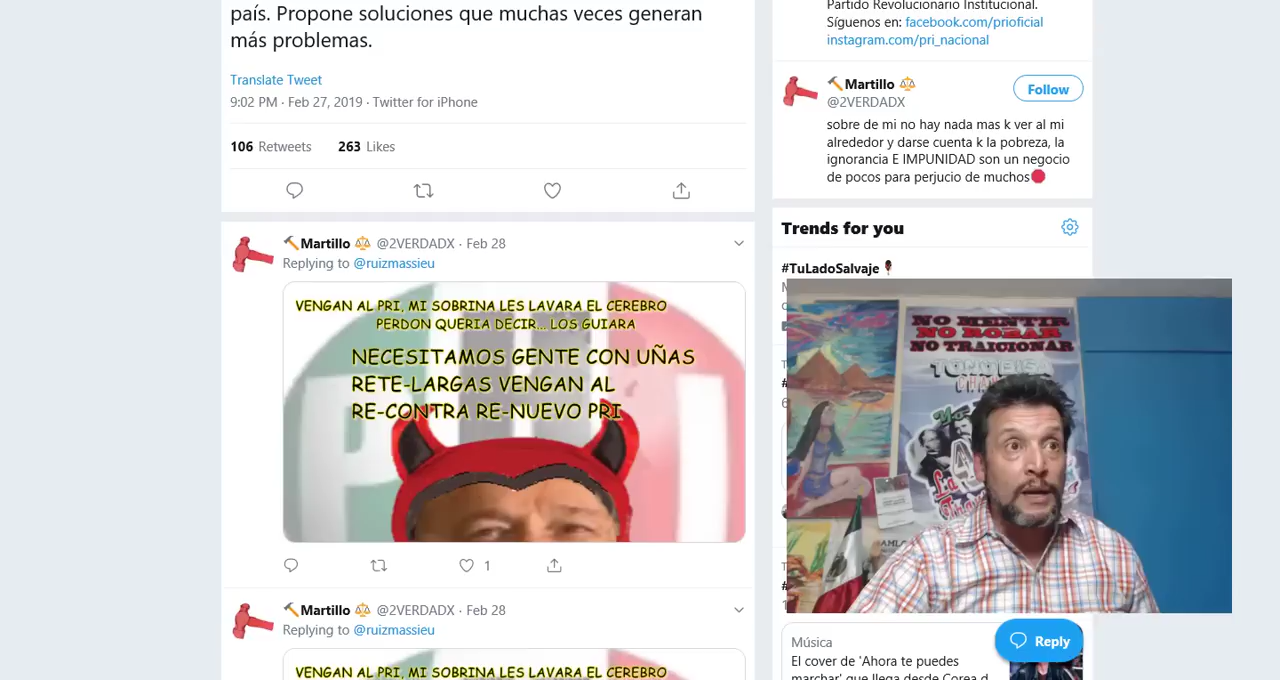 país. Propone soluciones que muchas veces generan
más problemas.
Translate Tweet
9:02 PM · Feb 27, 2019 · Twitter for iPhone
106 Retweets 263 Likes
Martillo @2VERDADX · Feb 28
Replying to @ruizmassieu
VENGAN AL PRI, MI SOBRINA LES LAVARA EL CEREBRO
PERDON QUERIA DECIR... LOS GUIARA
NECESITAMOS GENTE CON UÑAS
RETE-LARGAS VENGAN AL
RE-CONTRA RE-NUEVO PRI
1
Martillo @2VERDADX · Feb 28
Replying to @ruizmassieu
VENGAN AL PRI, MI SOBRINA LES LAVARA EL CEREBRO
Partido Revolucionario Institucional.
Síguenos en: facebook.com/prioficial
instagram.com/pri_nacional
Martillo
@2VERDADX
Follow
sobre de mi no hay nada mas k ver al mi
alrededor y darse cuenta k la pobreza, la
ignorancia E IMPUNIDAD son un negocio
de pocos para perjucio de muchos
Trends for you
#TuLadoSalvaje
NO MENTIR
NO ROBAR
NO TRAICIONAR
Reply
Música
El cover de 'Ahora te puedes
marchar' que llega desde Corea d